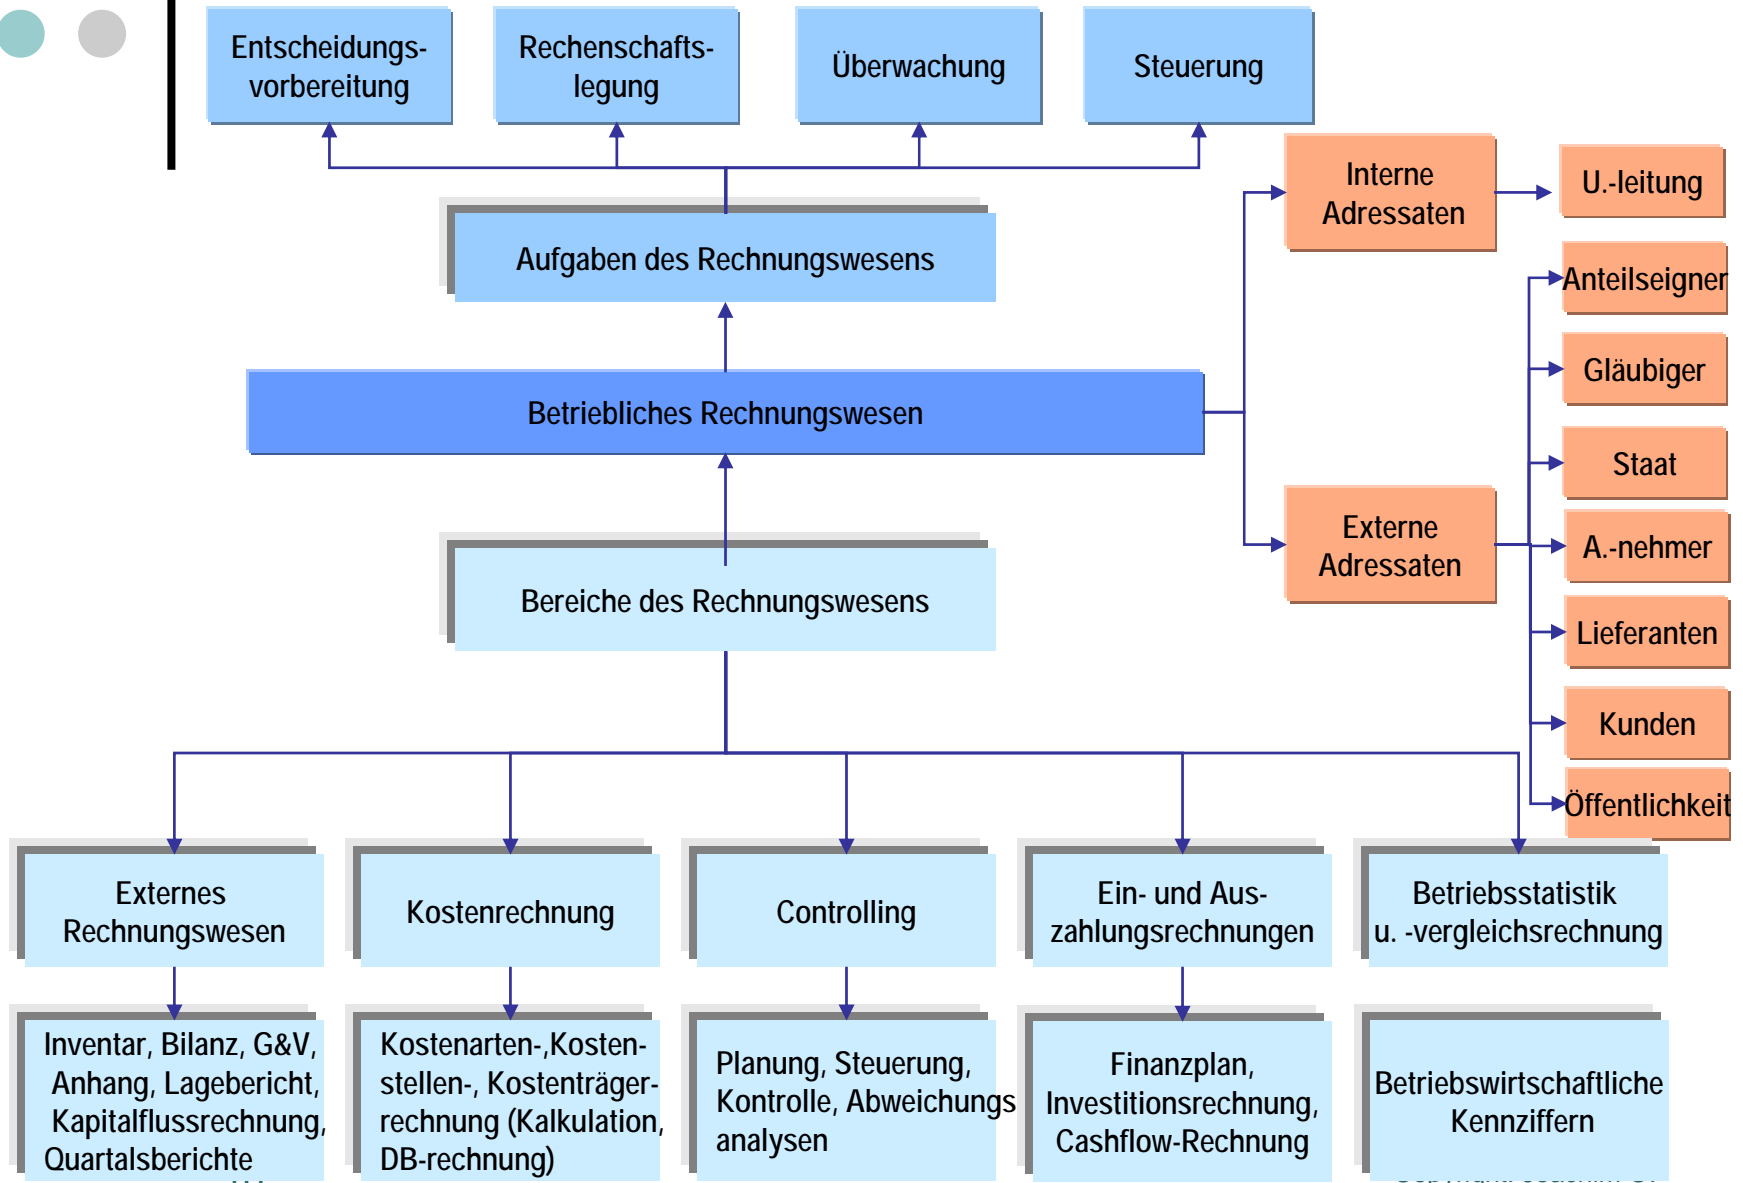 Entscheidungs-
vorbereitung
Rechenschafts-
legung
Überwachung
Steuerung
Interne
Adressaten
U.-leitung
Aufgaben des Rechnungswesens
Anteilseigner
Gläubiger
Betriebliches Rechnungswesen
Staat
Externe
Adressaten
A.-nehmer
Bereiche des Rechnungswesens
Lieferanten
Kunden
Öffentlichkeit
Externes
Rechnungswesen
Kostenrechnung
Controlling
Ein- und Aus-
zahlungsrechnungen
Betriebsstatistik
u. -vergleichsrechnung
Inventar, Bilanz, G&V,
Anhang, Lagebericht,
Kapitalflussrechnung,
Quartalsberichte
Kostenarten-,Kosten-
stellen-, Kostenträger-
rechnung (Kalkulation,
DB-rechnung)
Planung, Steuerung,
Kontrolle, Abweichungs
analysen
Finanzplan,
Investitionsrechnung,
Cashflow-Rechnung
Betriebswirtschaftliche
Kennziffern